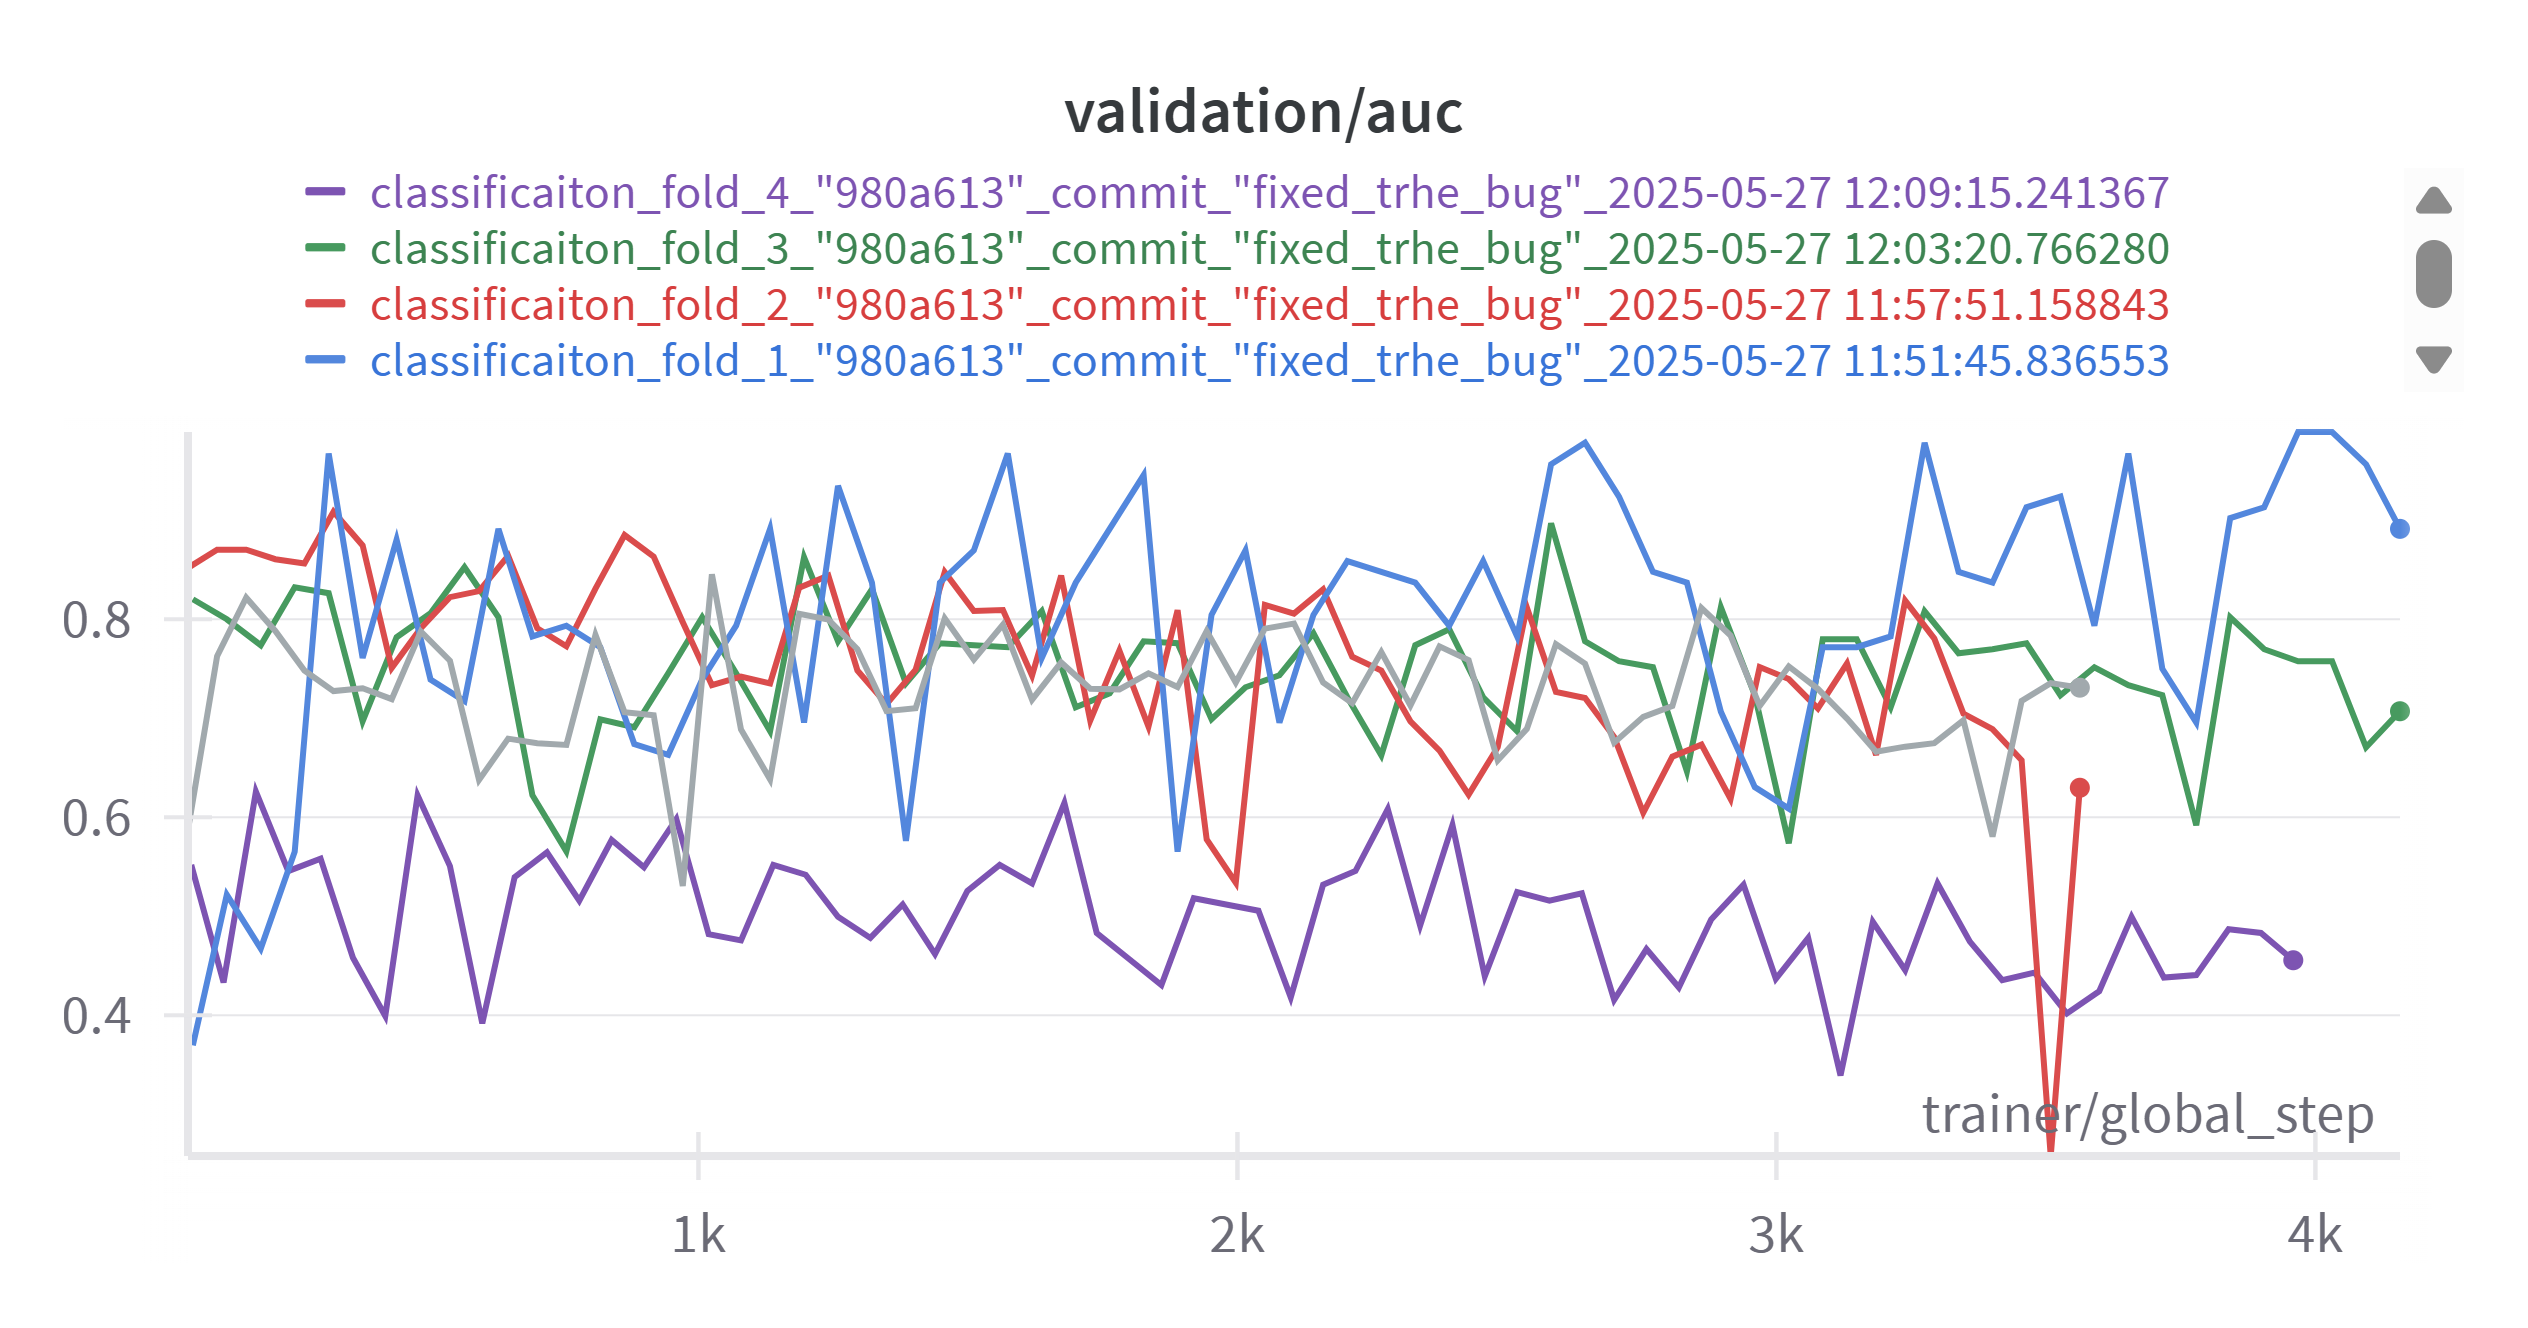 validation/auc
classificaiton_fold_4_"980a613"_commit_"fixed_trhe_bug"_2025-05-27 12:09:15.241367
classificaiton_fold_3_"980a613"_commit_"fixed_trhe_bug"_2025-05-27 12:03:20.766280
classificaiton_fold_2_"980a613"_commit_"fixed_trhe_bug"_2025-05-27 11:57:51.158843
classificaiton_fold_1_"980a613"_commit_"fixed_trhe_bug"_2025-05-27 11:51:45.836553
0.8
0.6
0.4
trainer/global_step
1k
2k
3k
4k